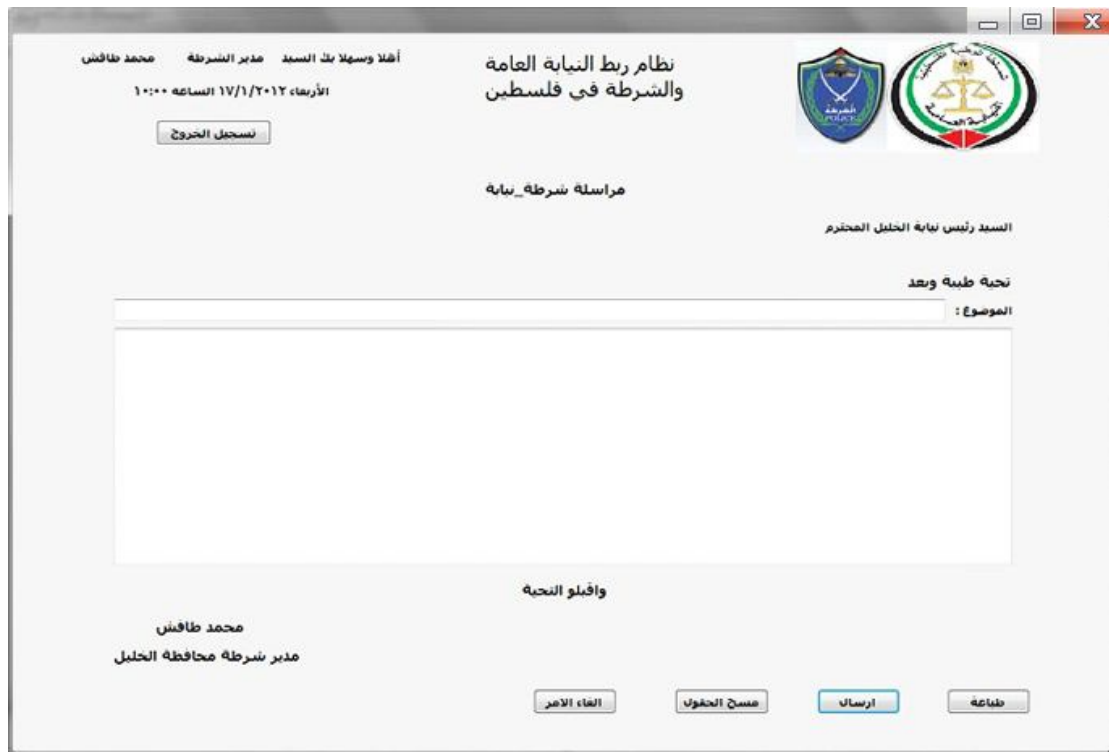 نظام ربط النيابة العامة
والشرطة في فلسطين
أهلا وسهلا بك السيد مدير الشرطة محمد طافش
الأربعاء ١٧/١/٢٠١٢ الساعة ١٠:٠٠
تسجيل الخروج
الشرطة
POLICE
مراسلة شرطة_نيابة
السيد رئيس نيابة الخليل المحترم
تحية طيبة وبعد
الموضوع :
واقبلو التحية
محمد طافش
مدير شرطة محافظة الخليل
طباعة
ارسال
مسح الحقول
الغاء الامر